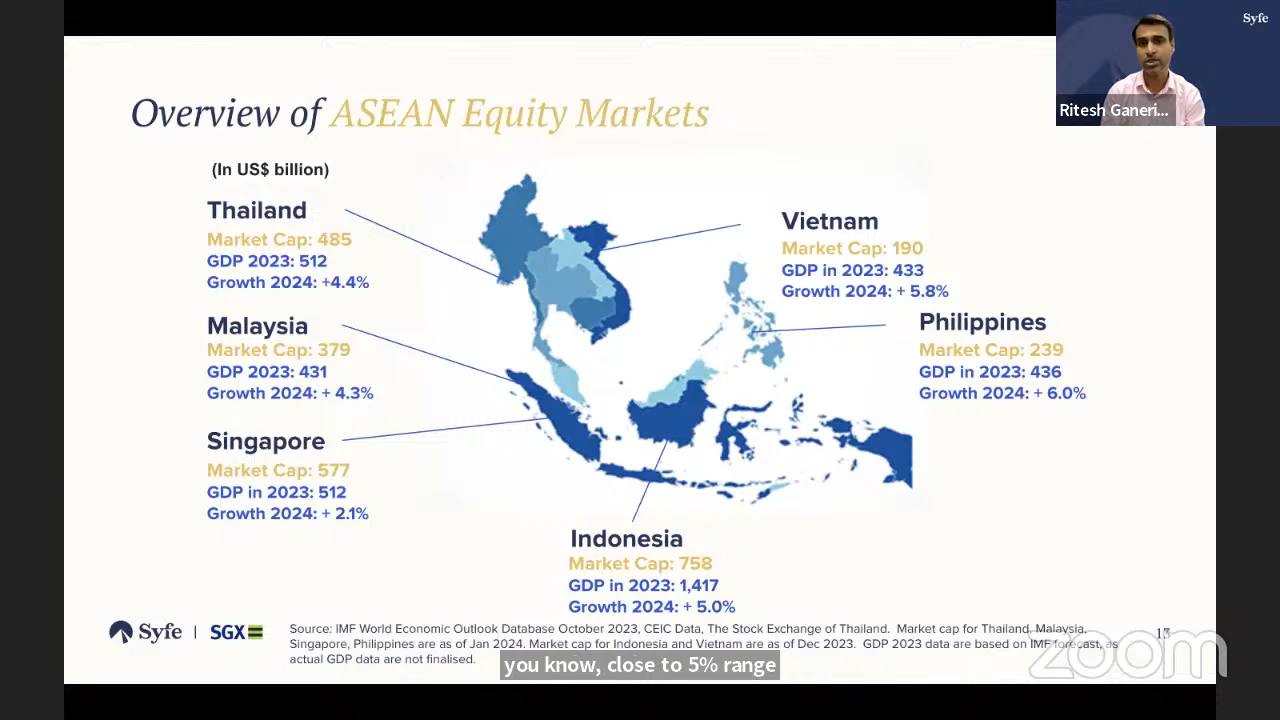 Syfe
Ritesh Ganeri...
Overview of ASEAN Equity Markets
(In US$ billion)
Thailand
Market Cap: 485
GDP 2023: 512
Growth 2024: +4.4%
Malaysia
Market Cap: 379
GDP 2023: 431
Growth 2024: + 4.3%
Singapore
Market Cap: 577
GDP in 2023: 512
Growth 2024: + 2.1%
Vietnam
Market Cap: 190
GDP in 2023: 433
Growth 2024: + 5.8%
Philippines
Market Cap: 239
GDP in 2023: 436
Growth 2024: + 6.0%
Indonesia
Market Cap: 758
GDP in 2023: 1,417
Growth 2024: + 5.0%
Syfe | SGX
Source: IMF World Economic Outlook Database October 2023, CEIC Data, The Stock Exchange of Thailand. Market cap for Thailand, Malaysia,
Singapore, Philippines are as of Jan 2024. Market cap for Indonesia and Vietnam are as of Dec 2023. GDP 2023 data are based on IMF forecast, as
actual GDP data are not finalised.
13
zoom
you know, close to 5% range